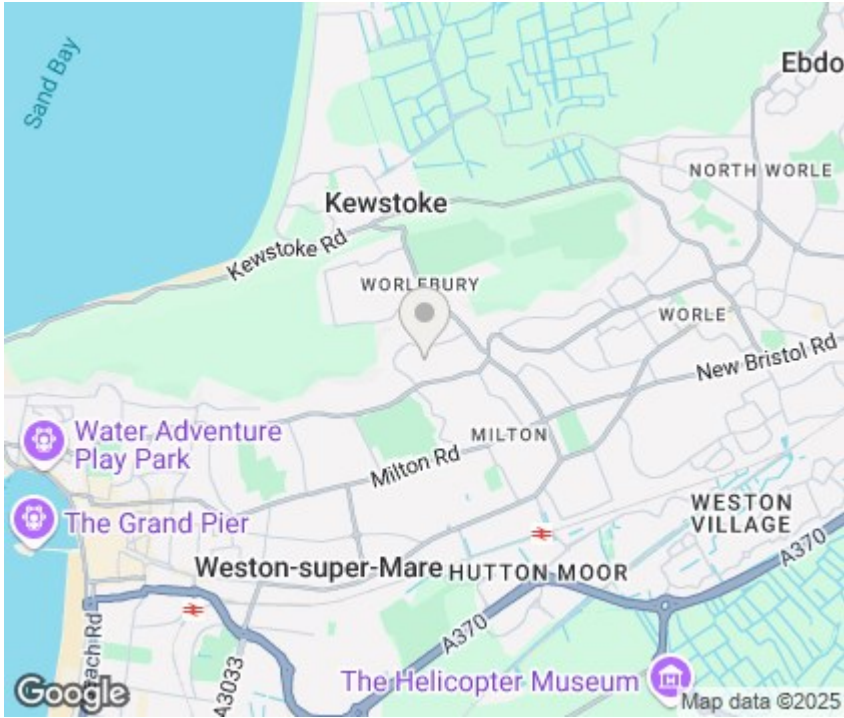 Sand Bay
Ebdo
NORTH WORLE
Kewstoke
Kewstoke Rd
WORLEBURY
WORLE
New Bristol Rd
Water Adventure
Play Park
MILTON
Milton Rd
The Grand Pier
WESTON
VILLAGE
Weston-super-Mare
HUTTON MOOR
A370
each Rd
A3033
A370
The Helicopter Museum
Google
Map data ©2025